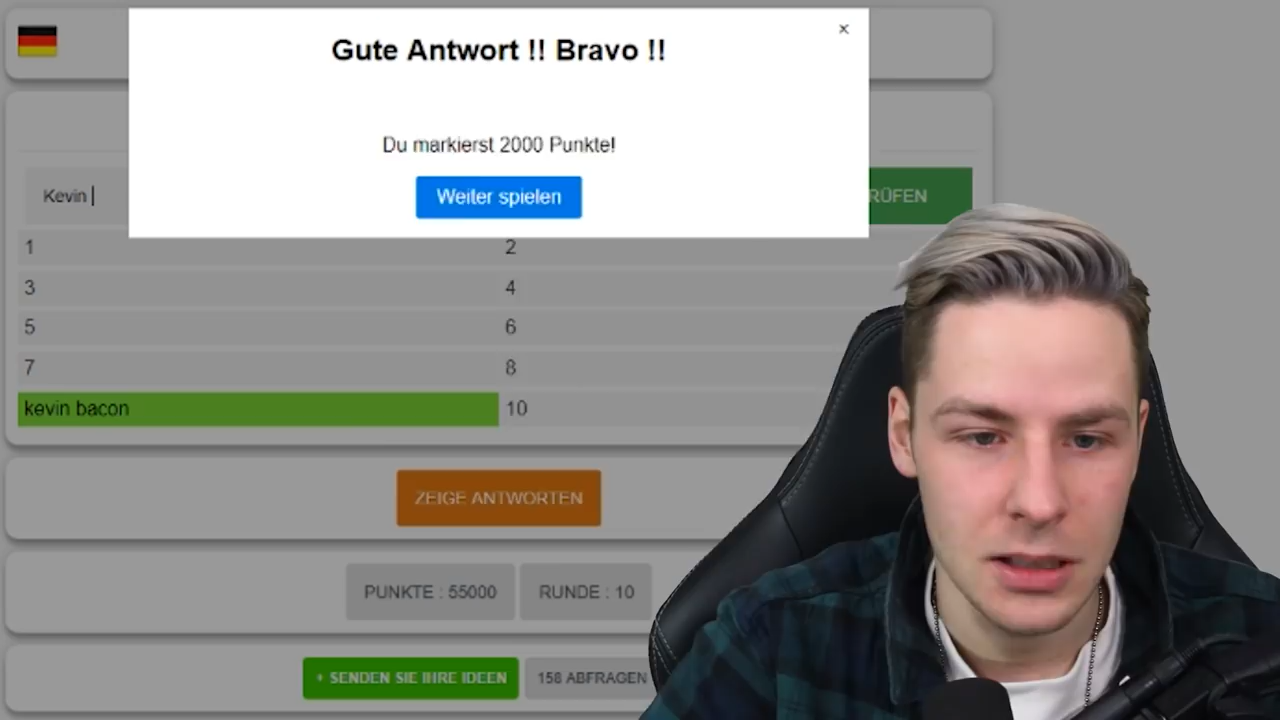 Gute Antwort !! Bravo !!
×
Du markierst 2000 Punkte!
Weiter spielen
Kevin
RÜFEN
1
2
3
4
5
6
7
8
kevin bacon
10
ZEIGE ANTWORTEN
PUNKTE : 55000
RUNDE : 10
+ SENDEN SIE IHRE IDEEN
158 ABFRAGEN